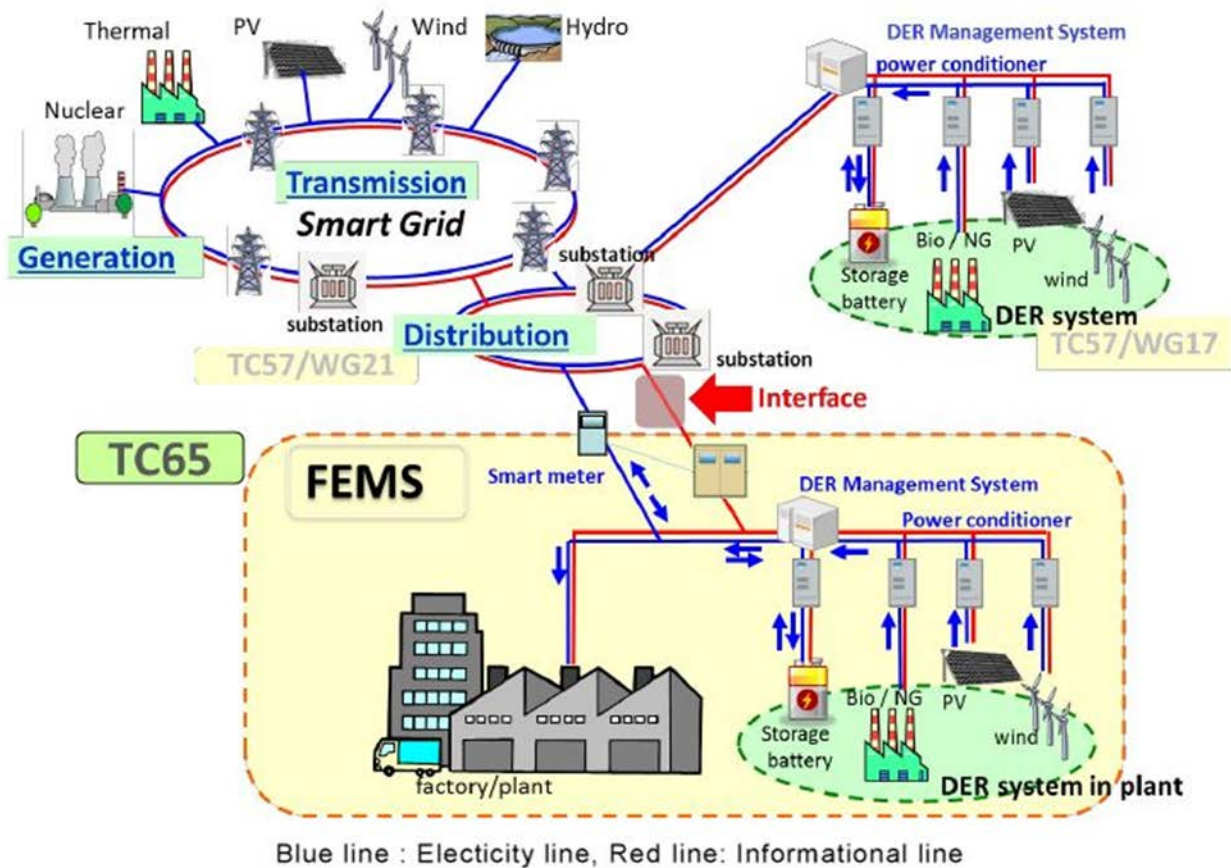 Thermal
PV
Wind
Hydro
Nuclear
Transmission
Smart Grid
Generation
substation
substation
Distribution
substation
TC57/WG21
DER Management System
power conditioner
Storage
battery
Bio / NG
PV
wind
DER system
TC57/WG17
Interface
TC65
FEMS
Smart meter
DER Management System
Power conditioner
factory/plant
Storage
battery
Bio / NG
PV
wind
DER system in plant
Blue line : Electicity line, Red line: Informational line